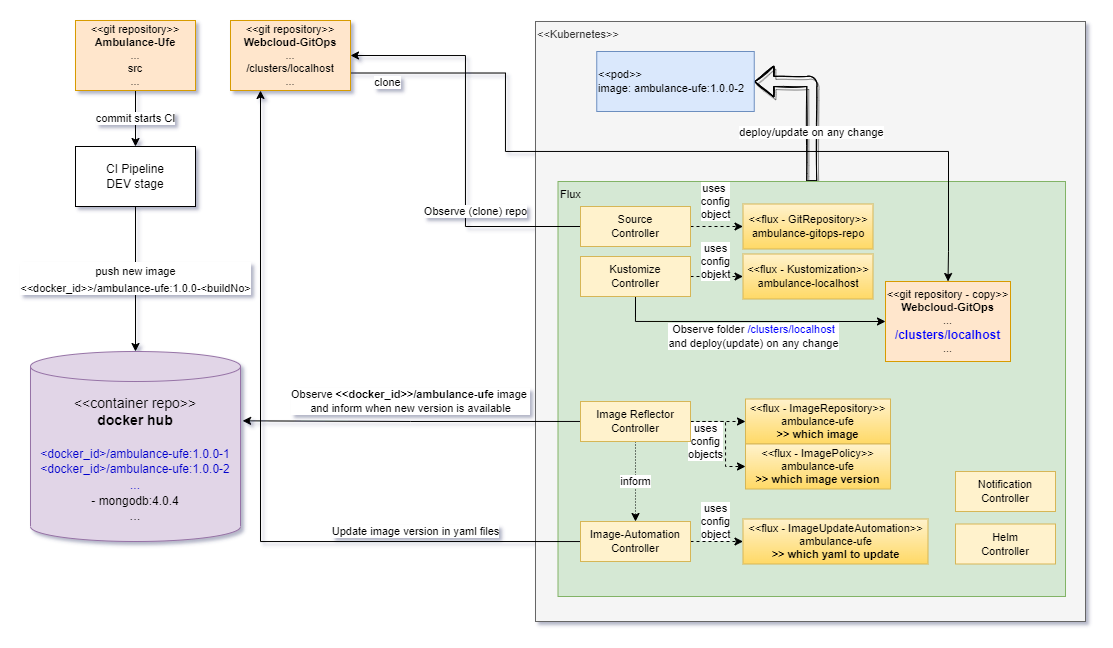 <<git repository>>
Ambulance-Ufe
...
src
...
<<git repository>>
Webcloud-GitOps
...
/clusters/localhost
...
clone
commit starts CI
CI Pipeline
DEV stage
push new image
<<docker_id>>/ambulance-ufe:1.0.0-<buildNo>
<<container repo>>
docker hub
<docker_id>/ambulance-ufe:1.0.0-1
<docker_id>/ambulance-ufe:1.0.0-2
...
- mongodb:4.0.4
...
<<Kubernetes>>
<<pod>>
image: ambulance-ufe:1.0.0-2
deploy/update on any change
Flux
Observe (clone) repo
Source
Controller
uses
config
object
<<flux - GitRepository>>
ambulance-gitops-repo
Kustomize
Controller
uses
config
objekt
<<flux - Kustomization>>
ambulance-localhost
Observe folder /clusters/localhost
and deploy(update) on any change
<<git repository - copy>>
Webcloud-GitOps
...
/clusters/localhost
...
Observe <<docker_id>>/ambulance-ufe image
and inform when new version is available
Image Reflector
Controller
uses
config
objects
<<flux - ImageRepository>>
ambulance-ufe
>> which image
<<flux - ImagePolicy>>
ambulance-ufe
>> which image version
inform
Update image version in yaml files
Image-Automation
Controller
uses
config
object
<<flux - ImageUpdateAutomation>>
ambulance-ufe
>> which yaml to update
Notification
Controller
Helm
Controller